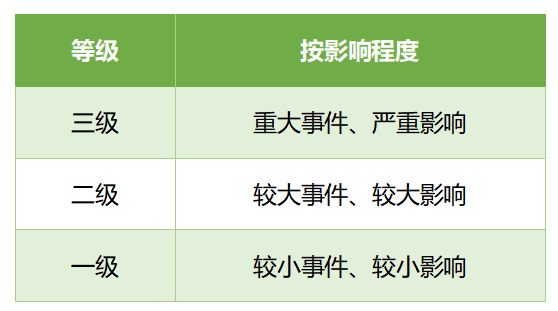 等级 按影响程度
三级 重大事件、严重影响
二级 较大事件、较大影响
一级 较小事件、较小影响